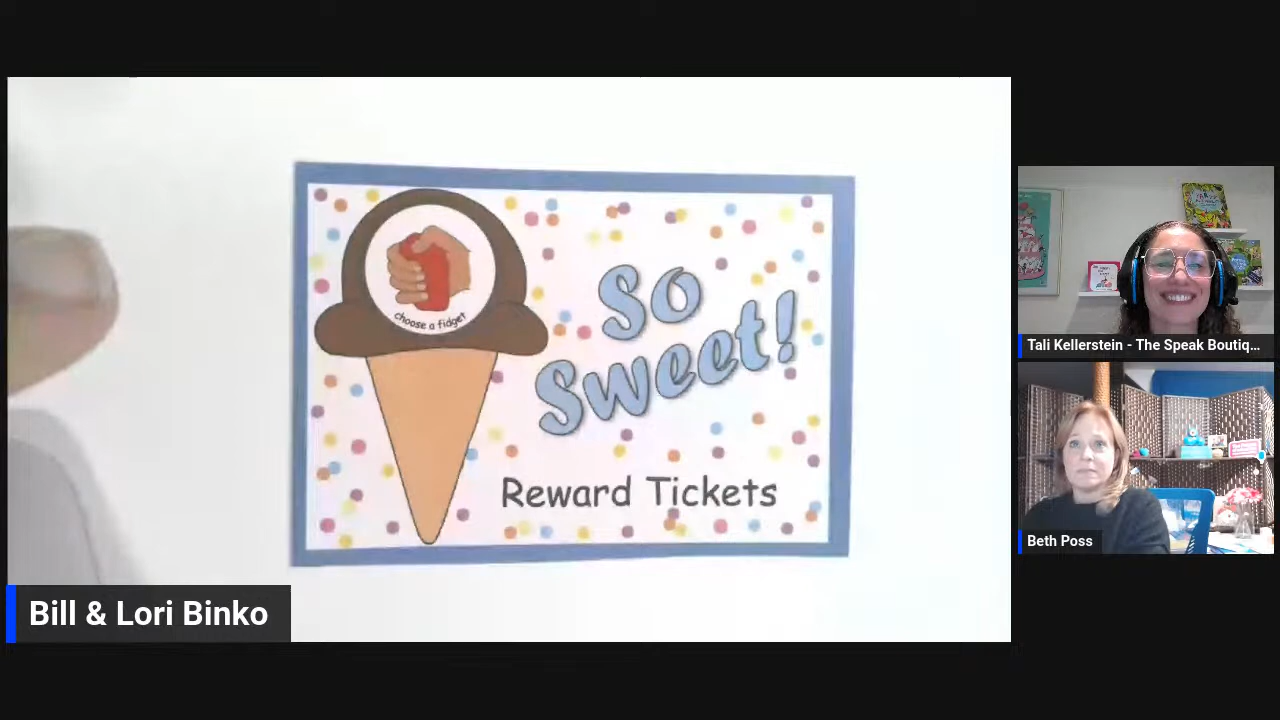 choose a fidget
So
Sweet!
Reward Tickets
Bill & Lori Binko
Tali Kellerstein - The Speak Boutiq...
Beth Poss